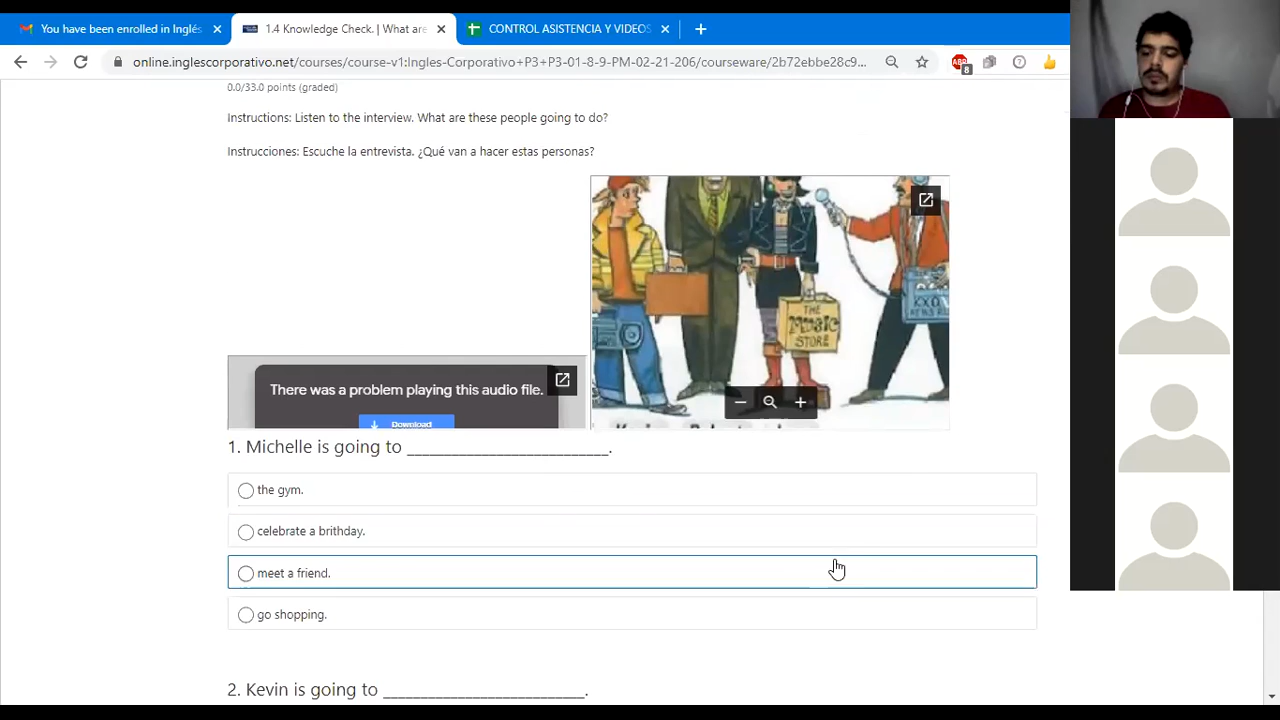 You have been enrolled in Inglés
1.4 Knowledge Check. | What are
CONTROL ASISTENCIA Y VIDEOS
online.inglescorporativo.net/courses/course-v1:Ingles-Corporativo+P3+P3-01-8-9-PM-02-21-206/courseware/2b72ebbe28c9...
ABP
8
0.0/33.0 points (graded)
Instructions: Listen to the interview. What are these people going to do?
Instrucciones: Escuche la entrevista. ¿Qué van a hacer estas personas?
THE
Music
STORE
There was a problem playing this audio file.
Download
1. Michelle is going to ___________________________.
the gym.
celebrate a brithday.
meet a friend.
go shopping.
2. Kevin is going to ___________________________.